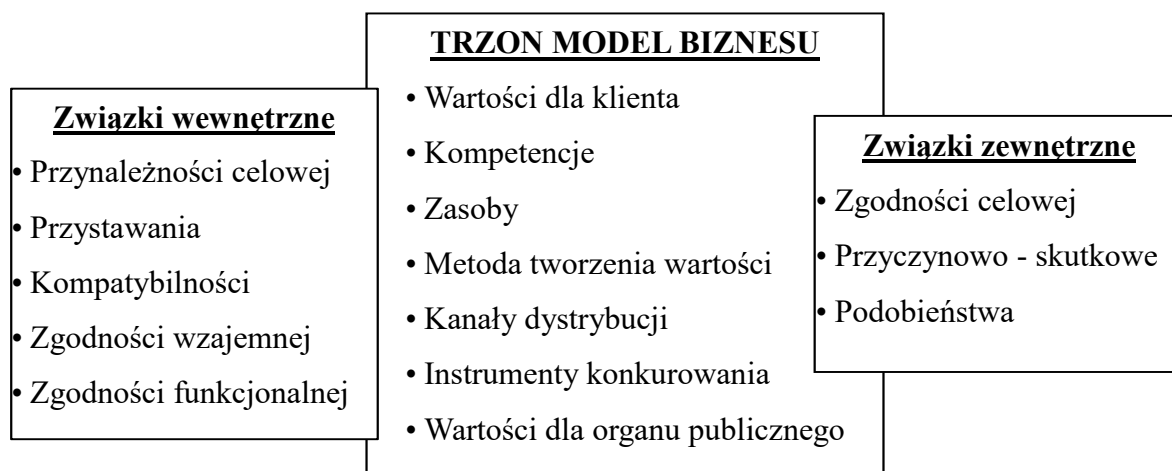 TRZON MODEL BIZNESU
• Wartości dla klienta
• Kompetencje
• Zasoby
• Metoda tworzenia wartości
• Kanały dystrybucji
• Instrumenty konkurowania
• Wartości dla organu publicznego
Związki wewnętrzne
• Przynależności celowej
• Przystawania
• Kompatybilności
• Zgodności wzajemnej
• Zgodności funkcjonalnej
Związki zewnętrzne
• Zgodności celowej
• Przyczynowo - skutkowe
• Podobieństwa